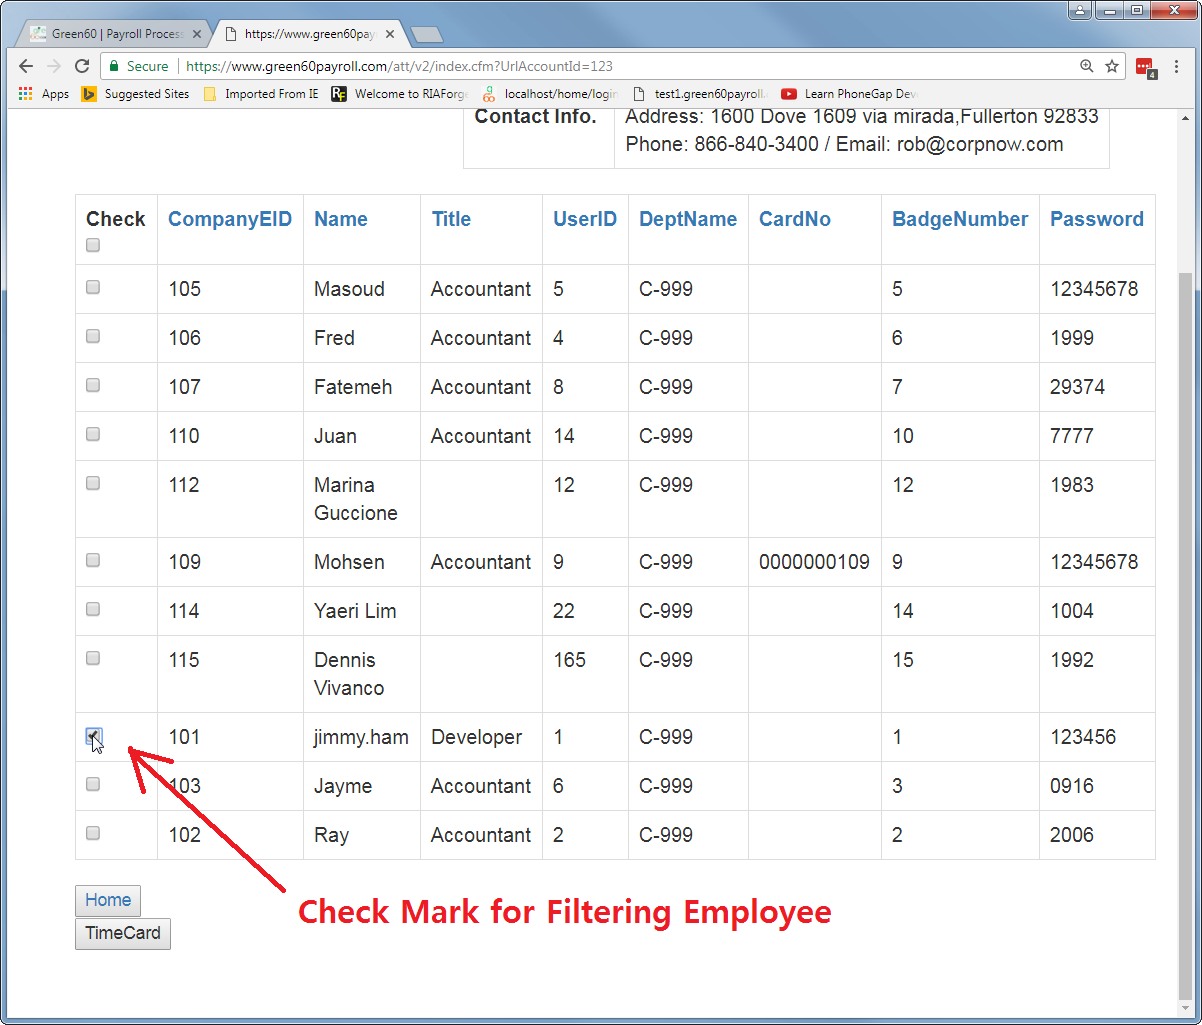 Green60 | Payroll Process
https://www.green60pay
Secure https://www.green60payroll.com/att/v2/index.cfm?UrlAccountId=123
4
Apps Suggested Sites Imported From IE RF Welcome to RIAForge localhost/home/login test1.green60payroll. Learn PhoneGap Dev
Contact Info. Address: 1600 Dove 1609 via mirada,Fullerton 92833
Phone: 866-840-3400 / Email: rob@corpnow.com
Check CompanyEID Name Title UserID DeptName CardNo BadgeNumber Password
105 Masoud Accountant 5 C-999 5 12345678
106 Fred Accountant 4 C-999 6 1999
107 Fatemeh Accountant 8 C-999 7 29374
110 Juan Accountant 14 C-999 10 7777
112 Marina 12 C-999 12 1983
Guccione
109 Mohsen Accountant 9 C-999 0000000109 9 12345678
114 Yaeri Lim 22 C-999 14 1004
115 Dennis 165 C-999 15 1992
Vivanco
101 jimmy.ham Developer 1 C-999 1 123456
103 Jayme Accountant 6 C-999 3 0916
102 Ray Accountant 2 C-999 2 2006
Home
Check Mark for Filtering Employee
TimeCard